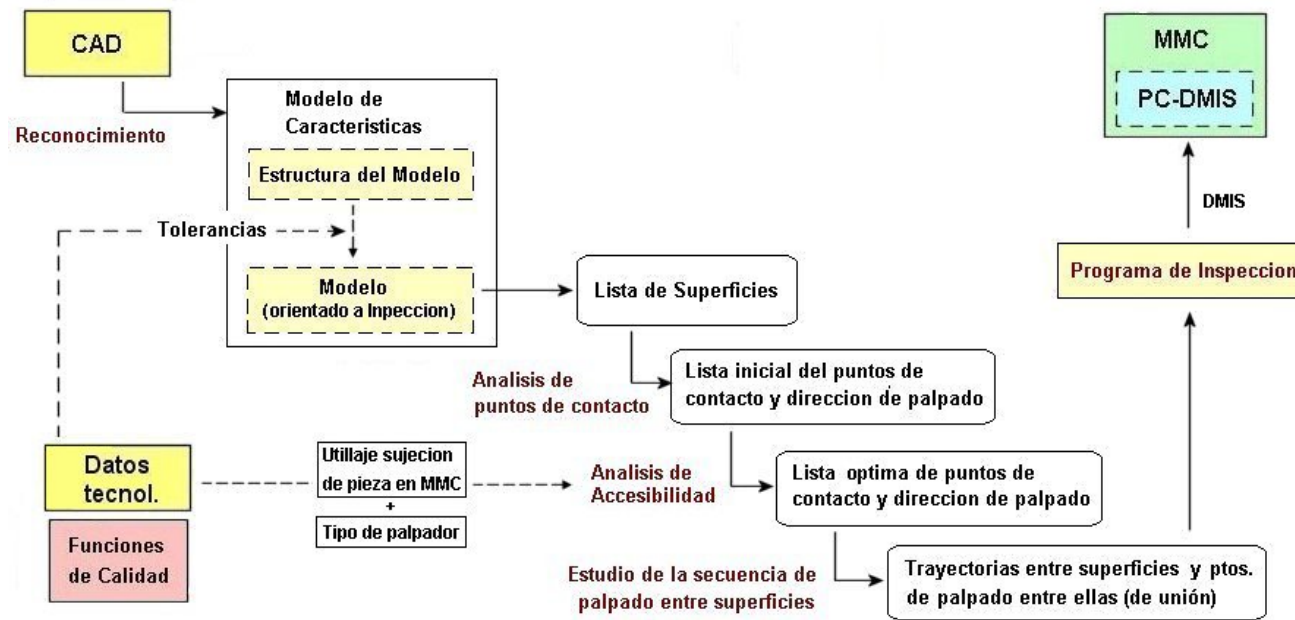 CAD
Reconocimiento
Modelo de
Caracteristicas
Estructura del Modelo
Tolerancias
Modelo
(orientado a Inpeccion)
Lista de Superficies
Analisis de
puntos de contacto
Lista inicial del puntos de
contacto y direccion de palpado
Datos
tecnol.
Funciones
de Calidad
Utillaje sujecion
de pieza en MMC
+
Tipo de palpador
Analisis de
Accesibilidad
Lista optima de puntos de
contacto y direccion de palpado
Estudio de la secuencia de
palpado entre superficies
Trayectorias entre superficies y ptos.
de palpado entre ellas (de unión)
Programa de Inspeccion
DMIS
MMC
PC-DMIS